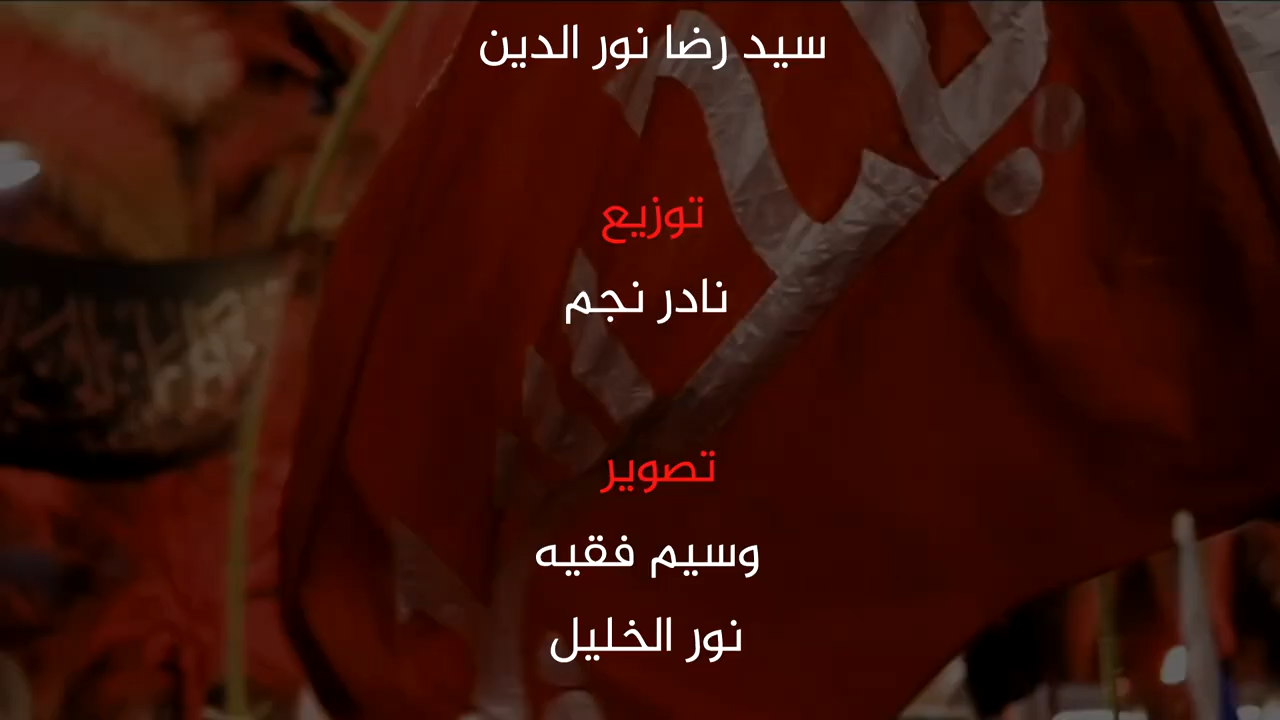 سيد رضا نور الدين
توزيع
نادر نجم
تصوير
وسيم فقيه
نور الخليل